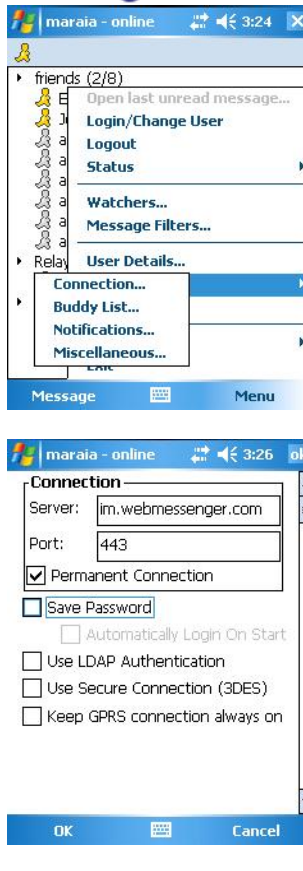 maraia - online 3:24
friends (2/8)
Open last unread message...
Login/Change User
Logout
Status
Watchers...
Message Filters...
Relay
User Details...
Connection...
Buddy List...
Notifications...
Miscellaneous...
Exit
Message Menu
maraia - online 3:26 ok
Connection
Server: im.webmessenger.com
Port: 443
Permanent Connection
Save Password
Automatically Login On Start
Use LDAP Authentication
Use Secure Connection (3DES)
Keep GPRS connection always on
OK Cancel